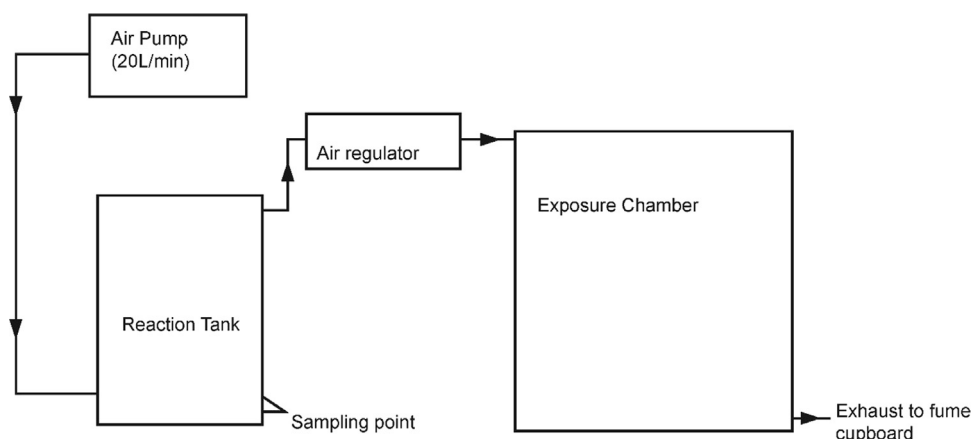 Air Pump
(20L/min)
Air regulator
Exposure Chamber
Reaction Tank
Sampling point
Exhaust to fume
cupboard